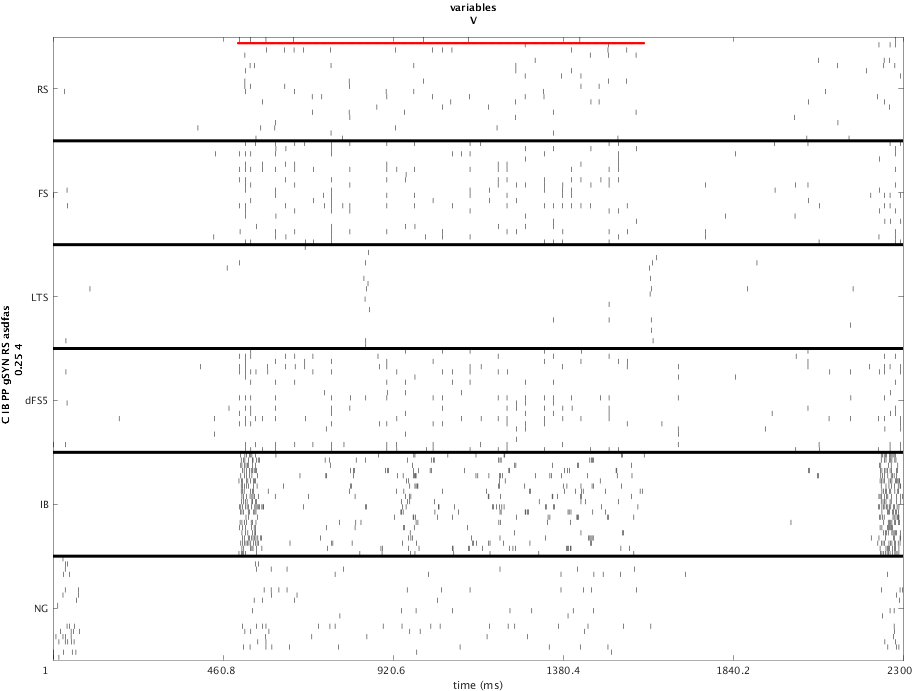 variables
V
C IB PP gSYN RS asdfas
0.25 4
RS
FS
LTS
dFS5
IB
NG
1
460.8
920.6
1380.4
1840.2
2300
time (ms)